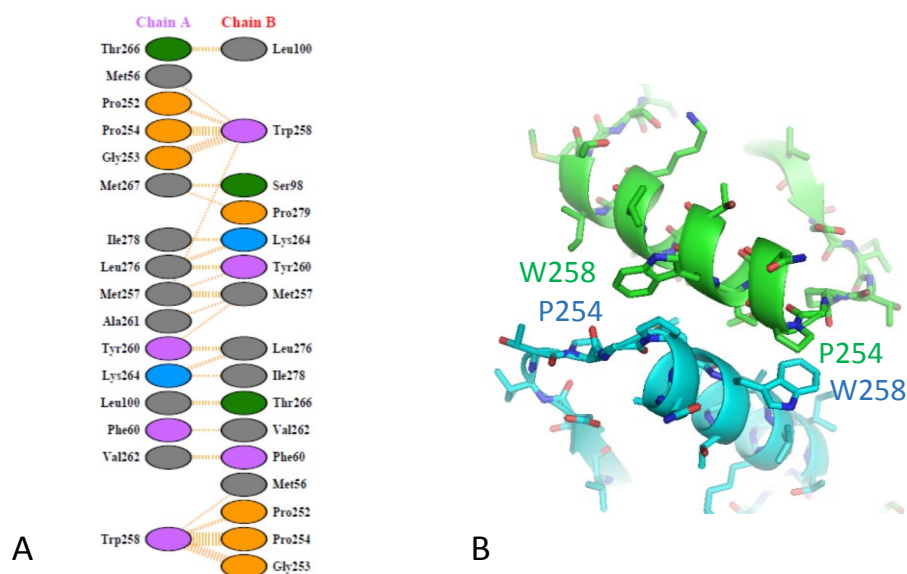 Chain A Chain B
Thr266 Leu100
Met56
Pro252
Pro254 Trp258
Gly253
Met267 Ser98
Pro279
Ile278 Lys264
Leu276 Tyr260
Met257 Met257
Ala261
Tyr260 Leu276
Lys264 Ile278
Leu100 Thr266
Phe60 Val262
Val262 Phe60
Met56
Pro252
Trp258 Pro254
Gly253
A
W258
P254
P254
W258
B